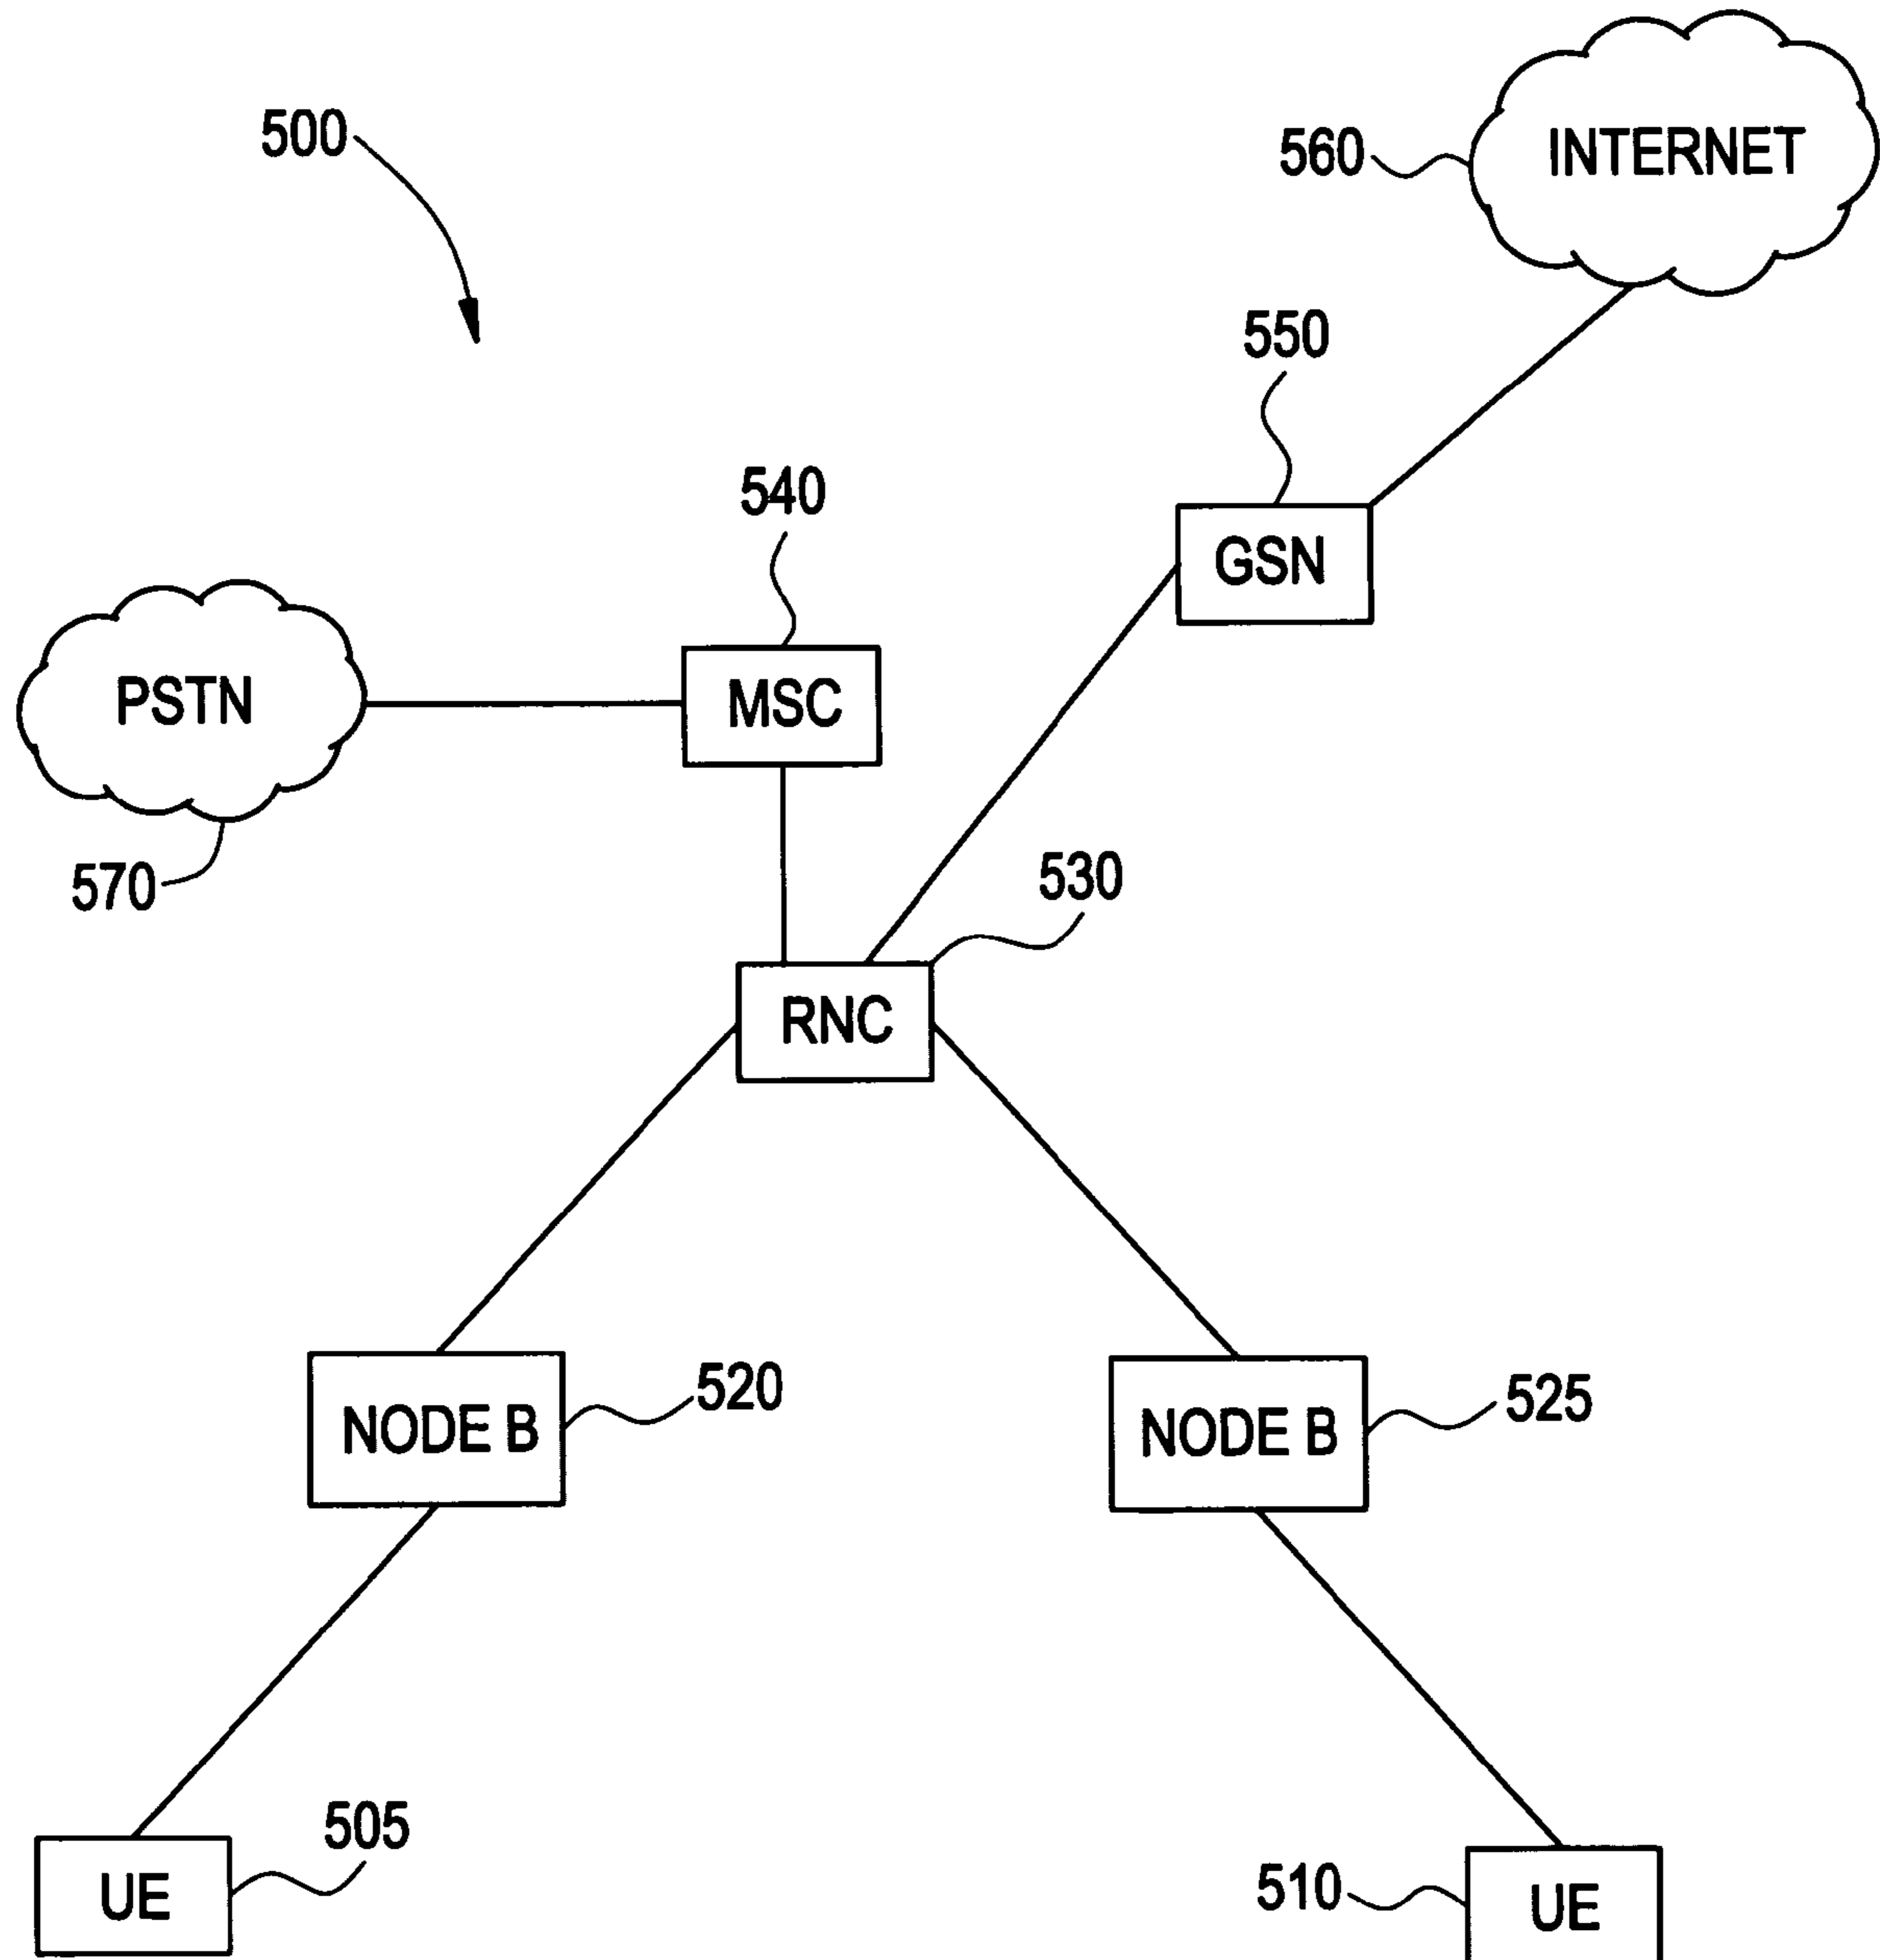 500
560
INTERNET
550
540
GSN
PSTN
MSC
570
530
RNC
520
525
NODE B
NODE B
505
UE
510
UE